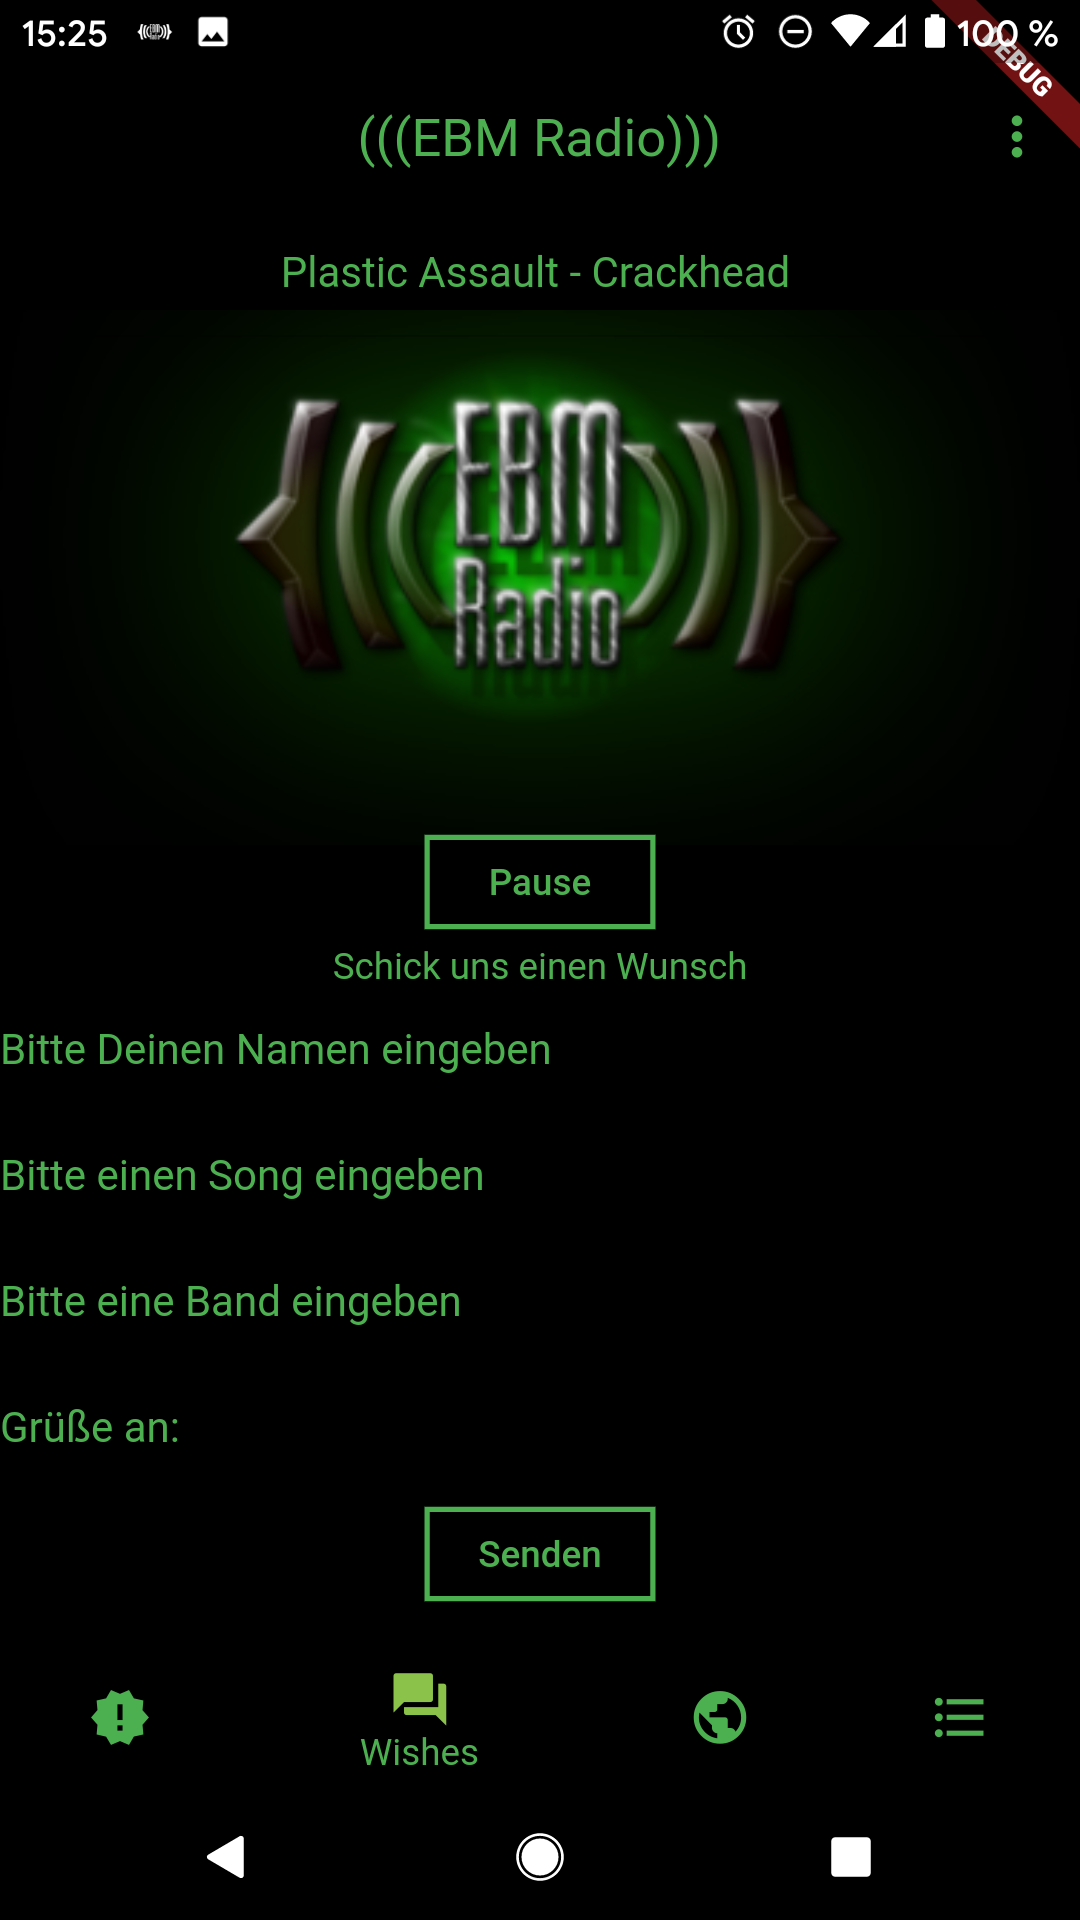 15:25
100 %
DEBUG
(((EBM Radio)))
Plastic Assault - Crackhead
EBM
Radio
Pause
Schick uns einen Wunsch
Bitte Deinen Namen eingeben
Bitte einen Song eingeben
Bitte eine Band eingeben
Grüße an:
Senden
Wishes